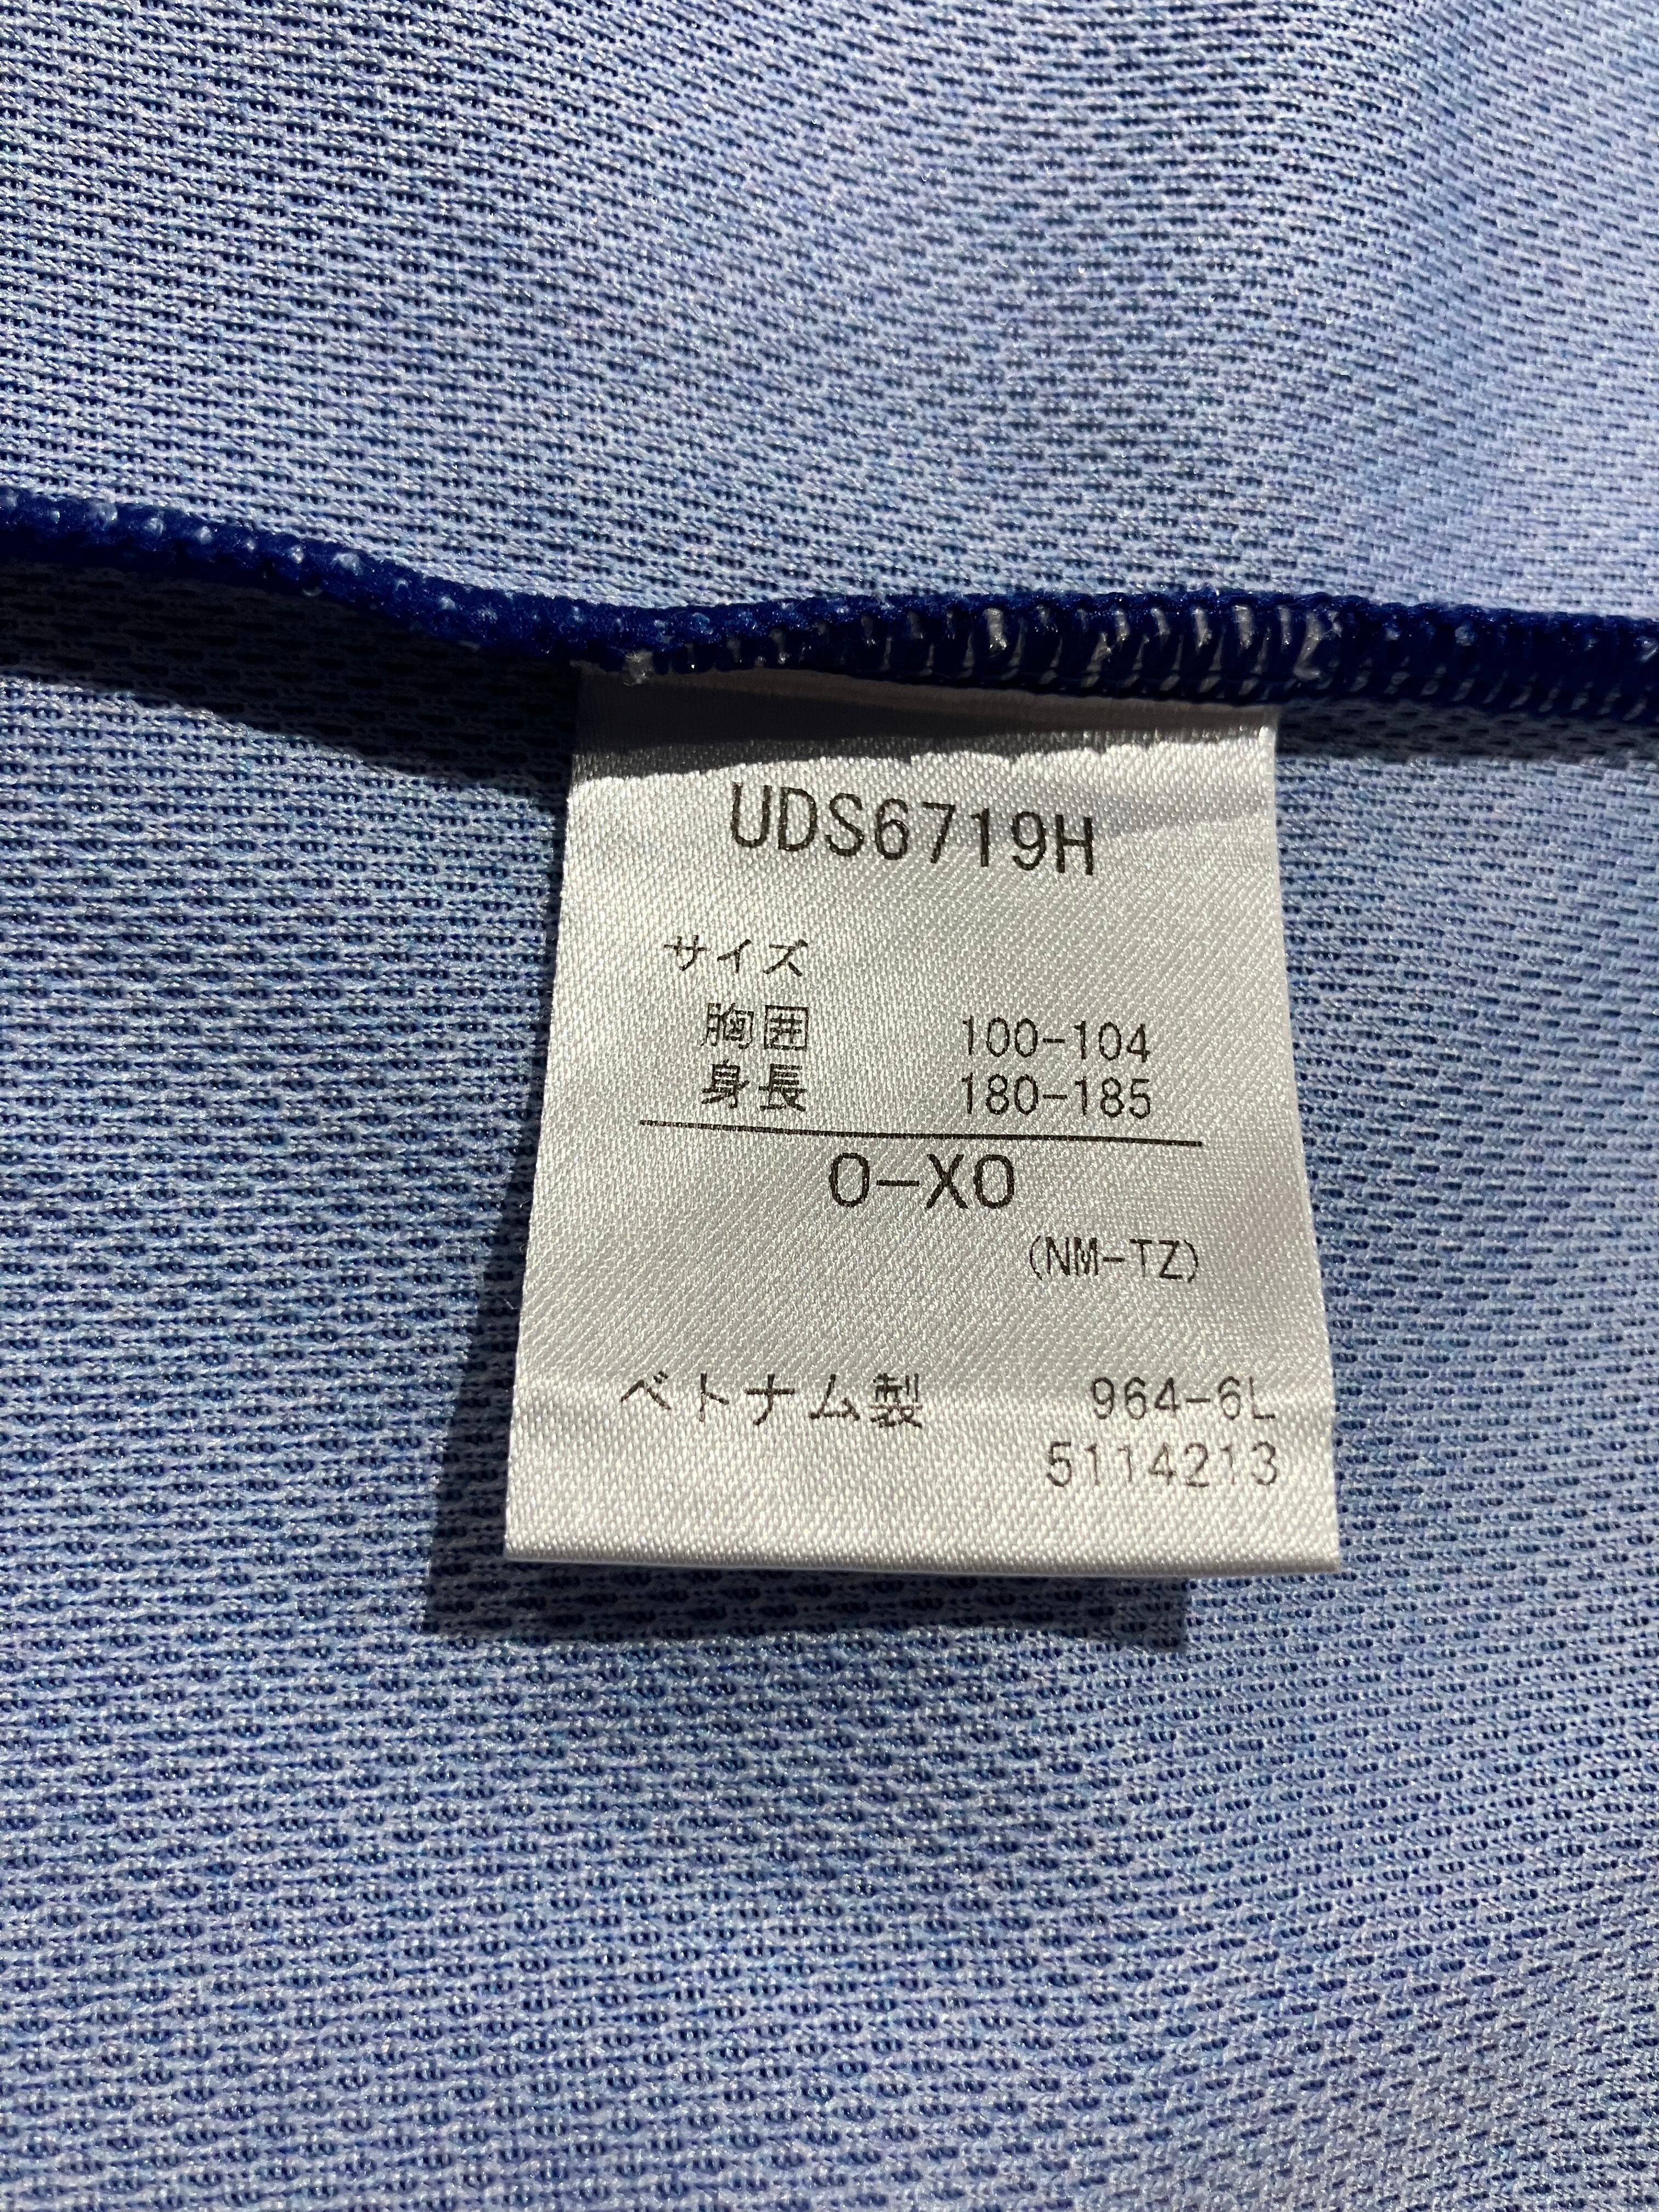 UDS6719H
サイズ
胸囲 100-104
身長 180-185
O-XO
(NM-TZ)
ベトナム製 964-6L
5114213